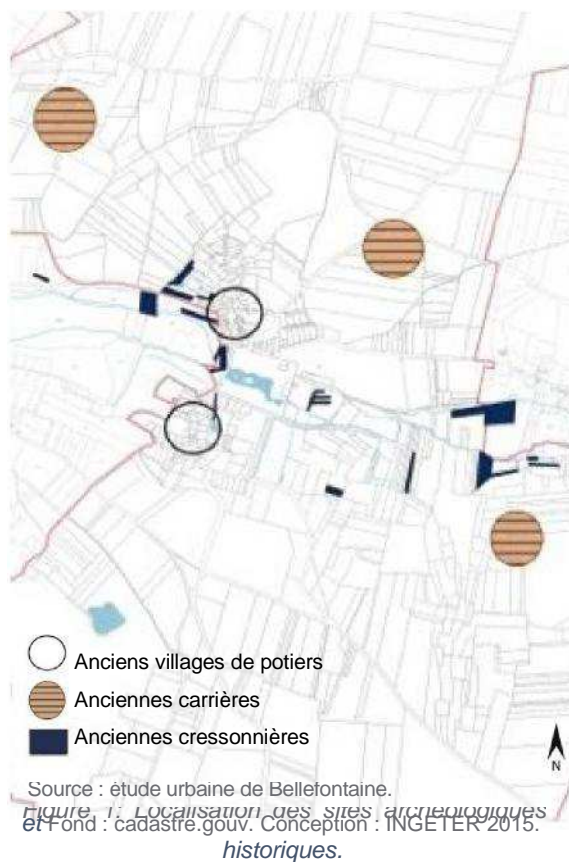 Anciens villages de potiers
Anciennes carrières
Anciennes cressonnières
N
Source : étude urbaine de Bellefontaine.
Figure 1: Localisation des sites archéologiques
et Fond : cadastre.gouv. Conception : INGETER 2015.
historiques.